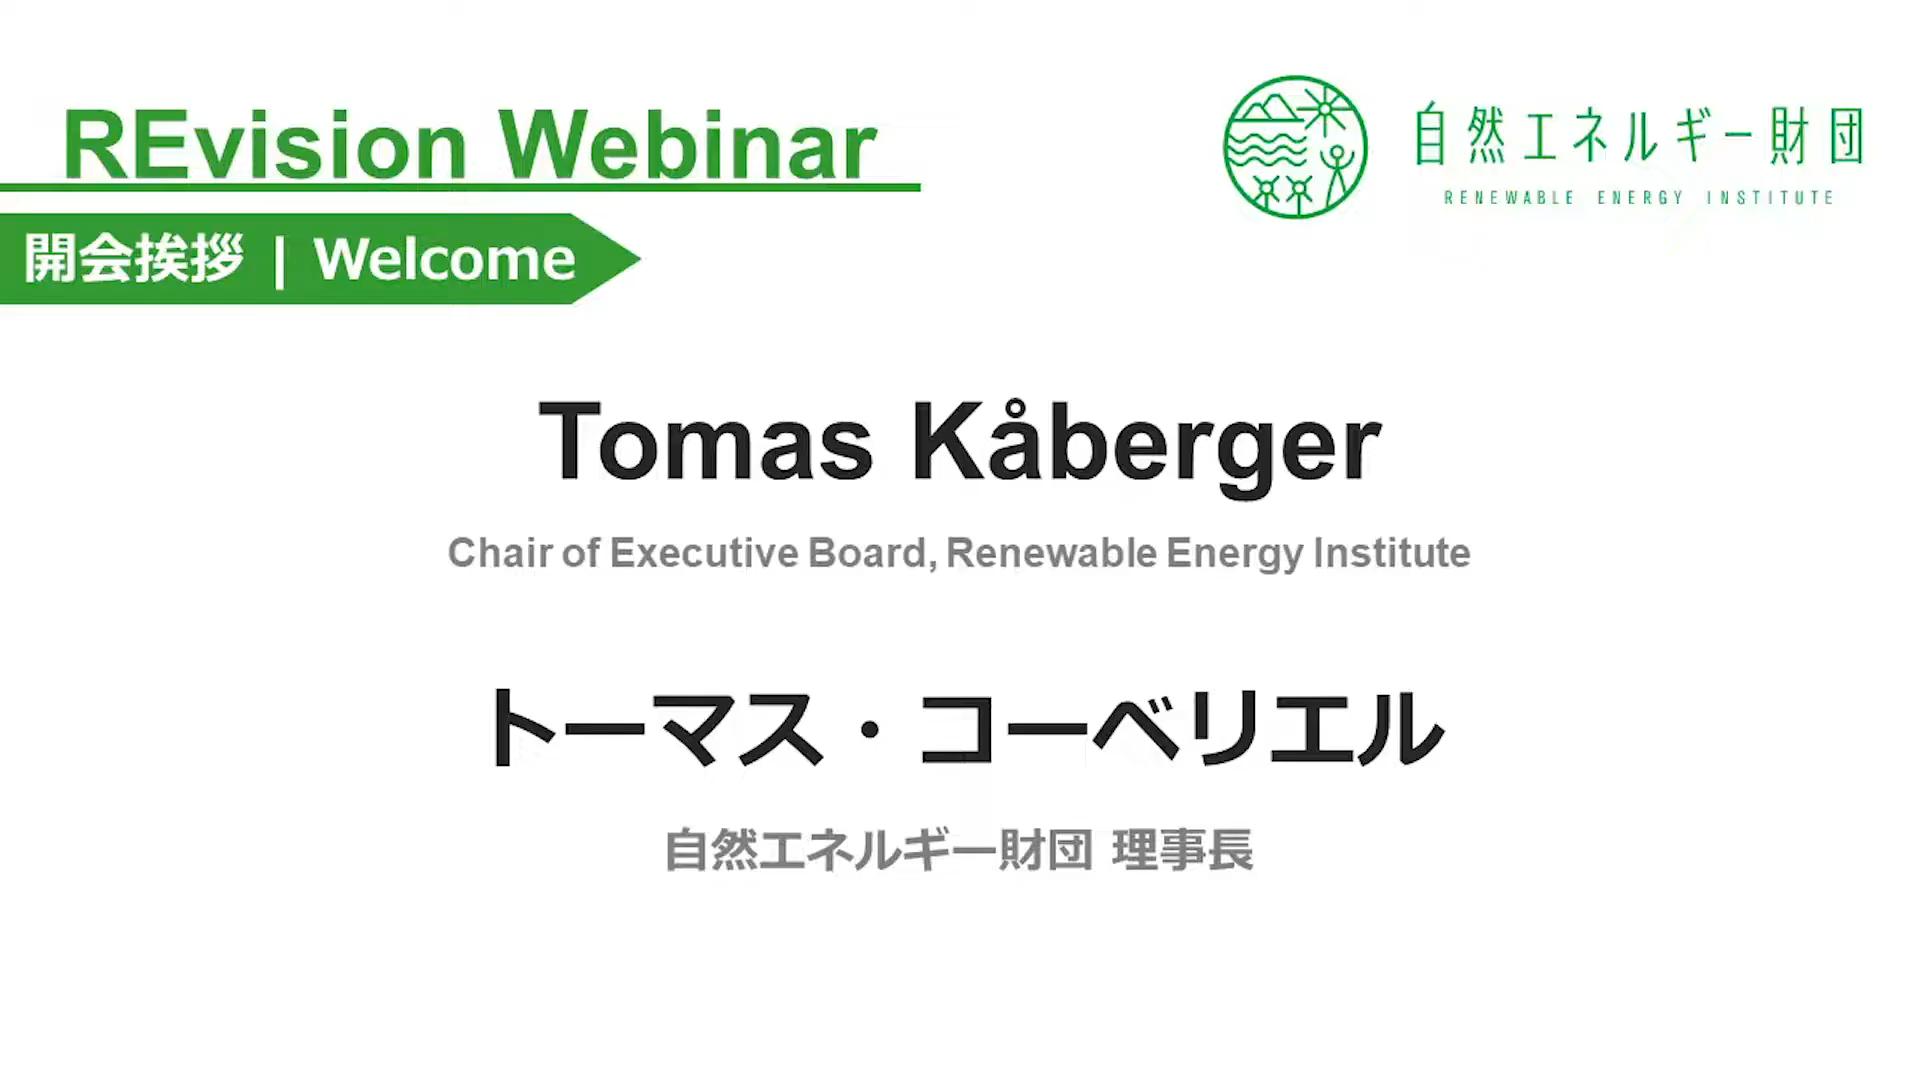 REvision Webinar
自然エネルギー財団
RENEWABLE ENERGY INSTITUTE
開会挨拶 | Welcome
Tomas Kåberger
Chair of Executive Board, Renewable Energy Institute
トーマス・コーベリエル
自然エネルギー財団 理事長